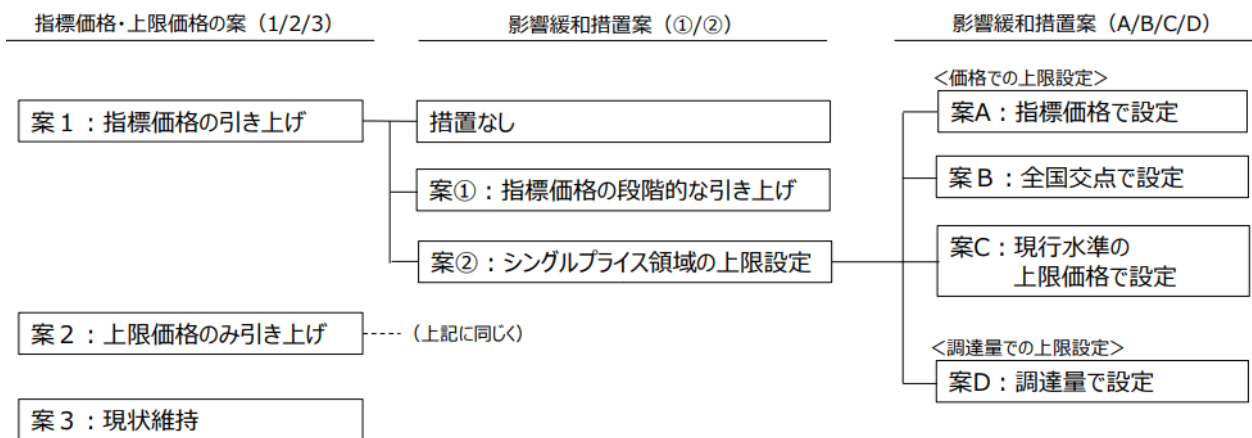 指標価格・上限価格の案（1/2/3）
影響緩和措置案（①/②）
影響緩和措置案（A/B/C/D）
＜価格での上限設定＞
案１：指標価格の引き上げ
措置なし
案A：指標価格で設定
案①：指標価格の段階的な引き上げ
案Ｂ：全国交点で設定
案②：シングルプライス領域の上限設定
案C：現行水準の
上限価格で設定
案２：上限価格のみ引き上げ
（上記に同じく）
＜調達量での上限設定＞
案D：調達量で設定
案３：現状維持